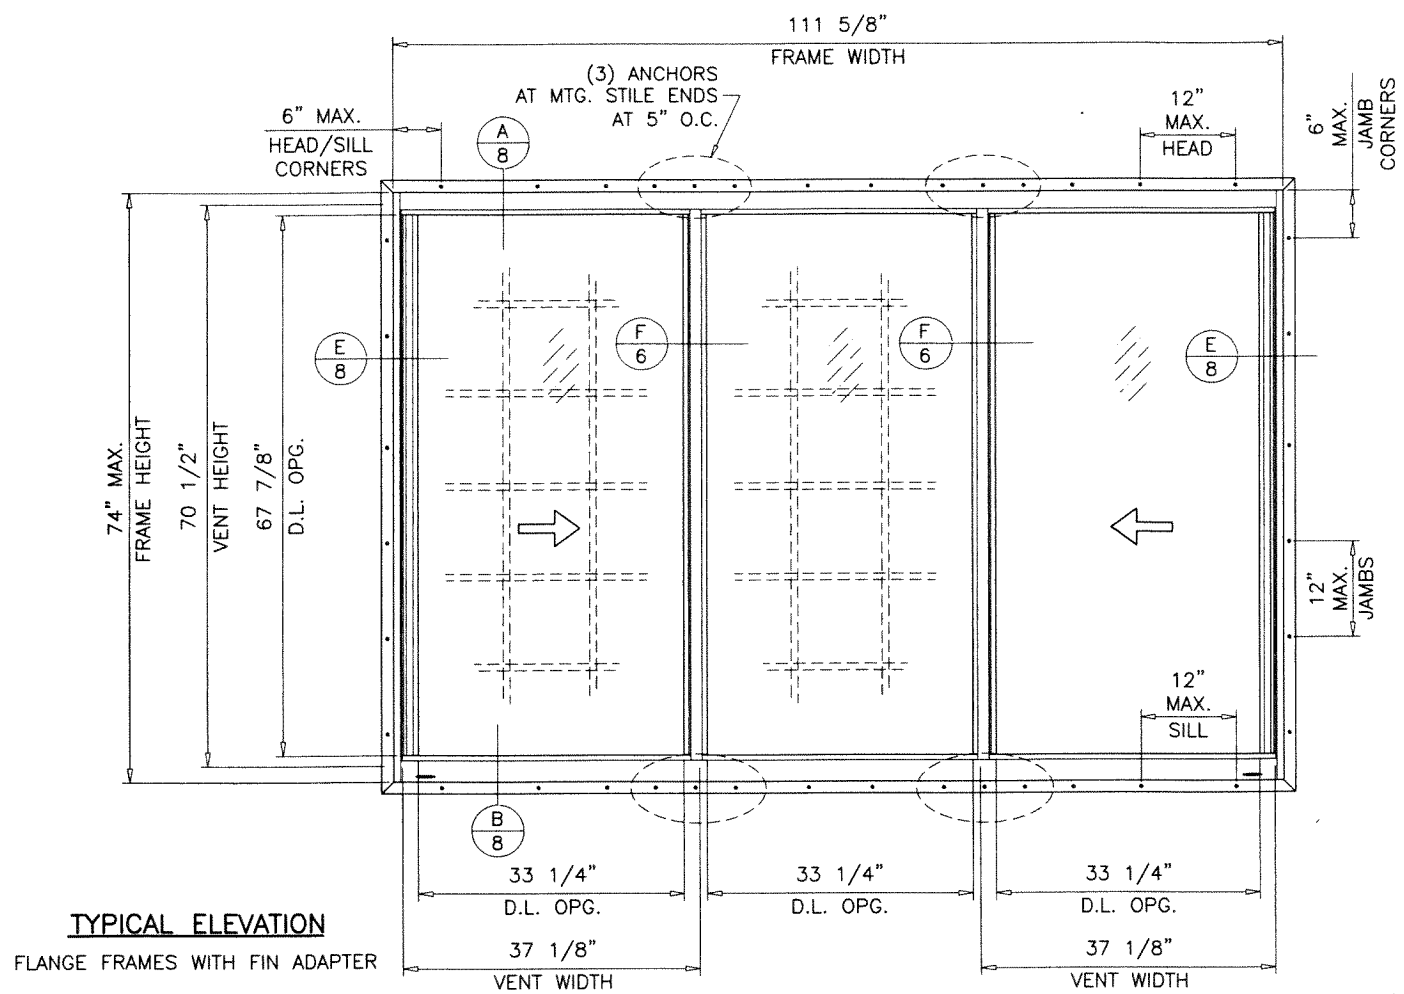 111 5/8"
FRAME WIDTH
(3) ANCHORS
AT MTG. STILE ENDS
AT 5" O.C.
6" MAX.
HEAD/SILL
CORNERS
A
8
12"
MAX.
HEAD
6"
MAX.
JAMB
CORNERS
E
8
F
6
F
6
E
8
74" MAX.
FRAME HEIGHT
70 1/2"
VENT HEIGHT
67 7/8"
D.L. OPG.
12"
MAX.
JAMBS
12"
MAX.
SILL
B
8
33 1/4"
D.L. OPG.
33 1/4"
D.L. OPG.
33 1/4"
D.L. OPG.
37 1/8"
VENT WIDTH
37 1/8"
VENT WIDTH
TYPICAL ELEVATION
FLANGE FRAMES WITH FIN ADAPTER